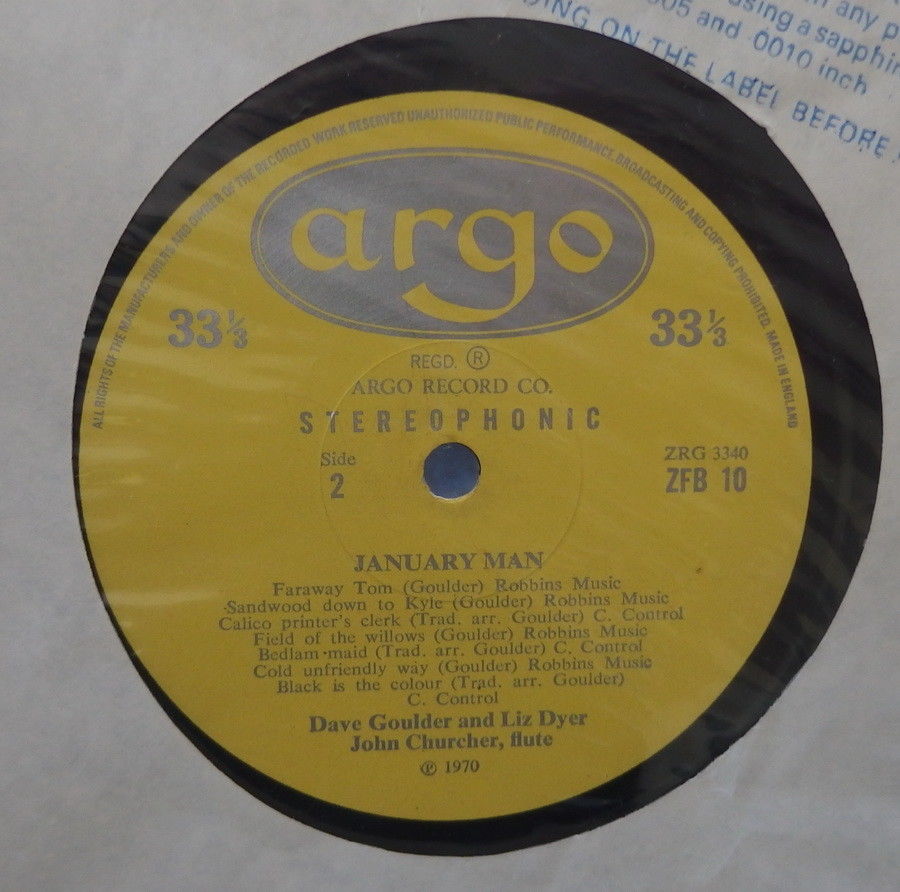 any p
using a sapphir
005 and .0010 inch
DING ON THE LABEL BEFORE
ALL RIGHTS OF THE MANUFACTURERS AND OWNER OF THE RECORDED WORK RESERVED UNAUTHORIZED PUBLIC PERFORMANCE, BROADCASTING AND COPYING PROHIBITED. MADE IN ENGLAND
argo
33⅓ 33⅓
REGD. ®
ARGO RECORD CO.
STEREOPHONIC
Side
2
ZRG 3340
ZFB 10
JANUARY MAN
Faraway Tom (Goulder) Robbins Music
Sandwood down to Kyle (Goulder) Robbins Music
Calico printer's clerk (Trad. arr. Goulder) C. Control
Field of the willows (Goulder) Robbins Music
Bedlam maid (Trad. arr. Goulder) C. Control
Cold unfriendly way (Goulder) Robbins Music
Black is the colour (Trad. arr. Goulder)
C. Control
Dave Goulder and Liz Dyer
John Churcher, flute
℗ 1970